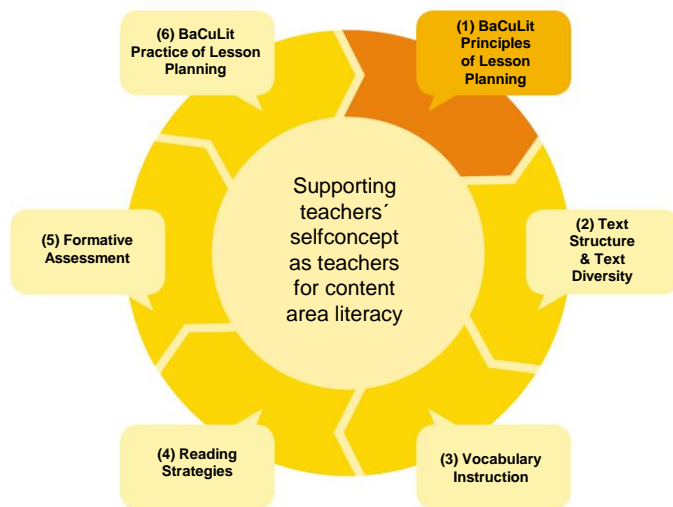 (6) BaCuLit
Practice of Lesson
Planning
(1) BaCuLit
Principles
of Lesson
Planning
Supporting
teachers´
selfconcept
as teachers
for content
area literacy
(5) Formative
Assessment
(2) Text
Structure
& Text
Diversity
(4) Reading
Strategies
(3) Vocabulary
Instruction